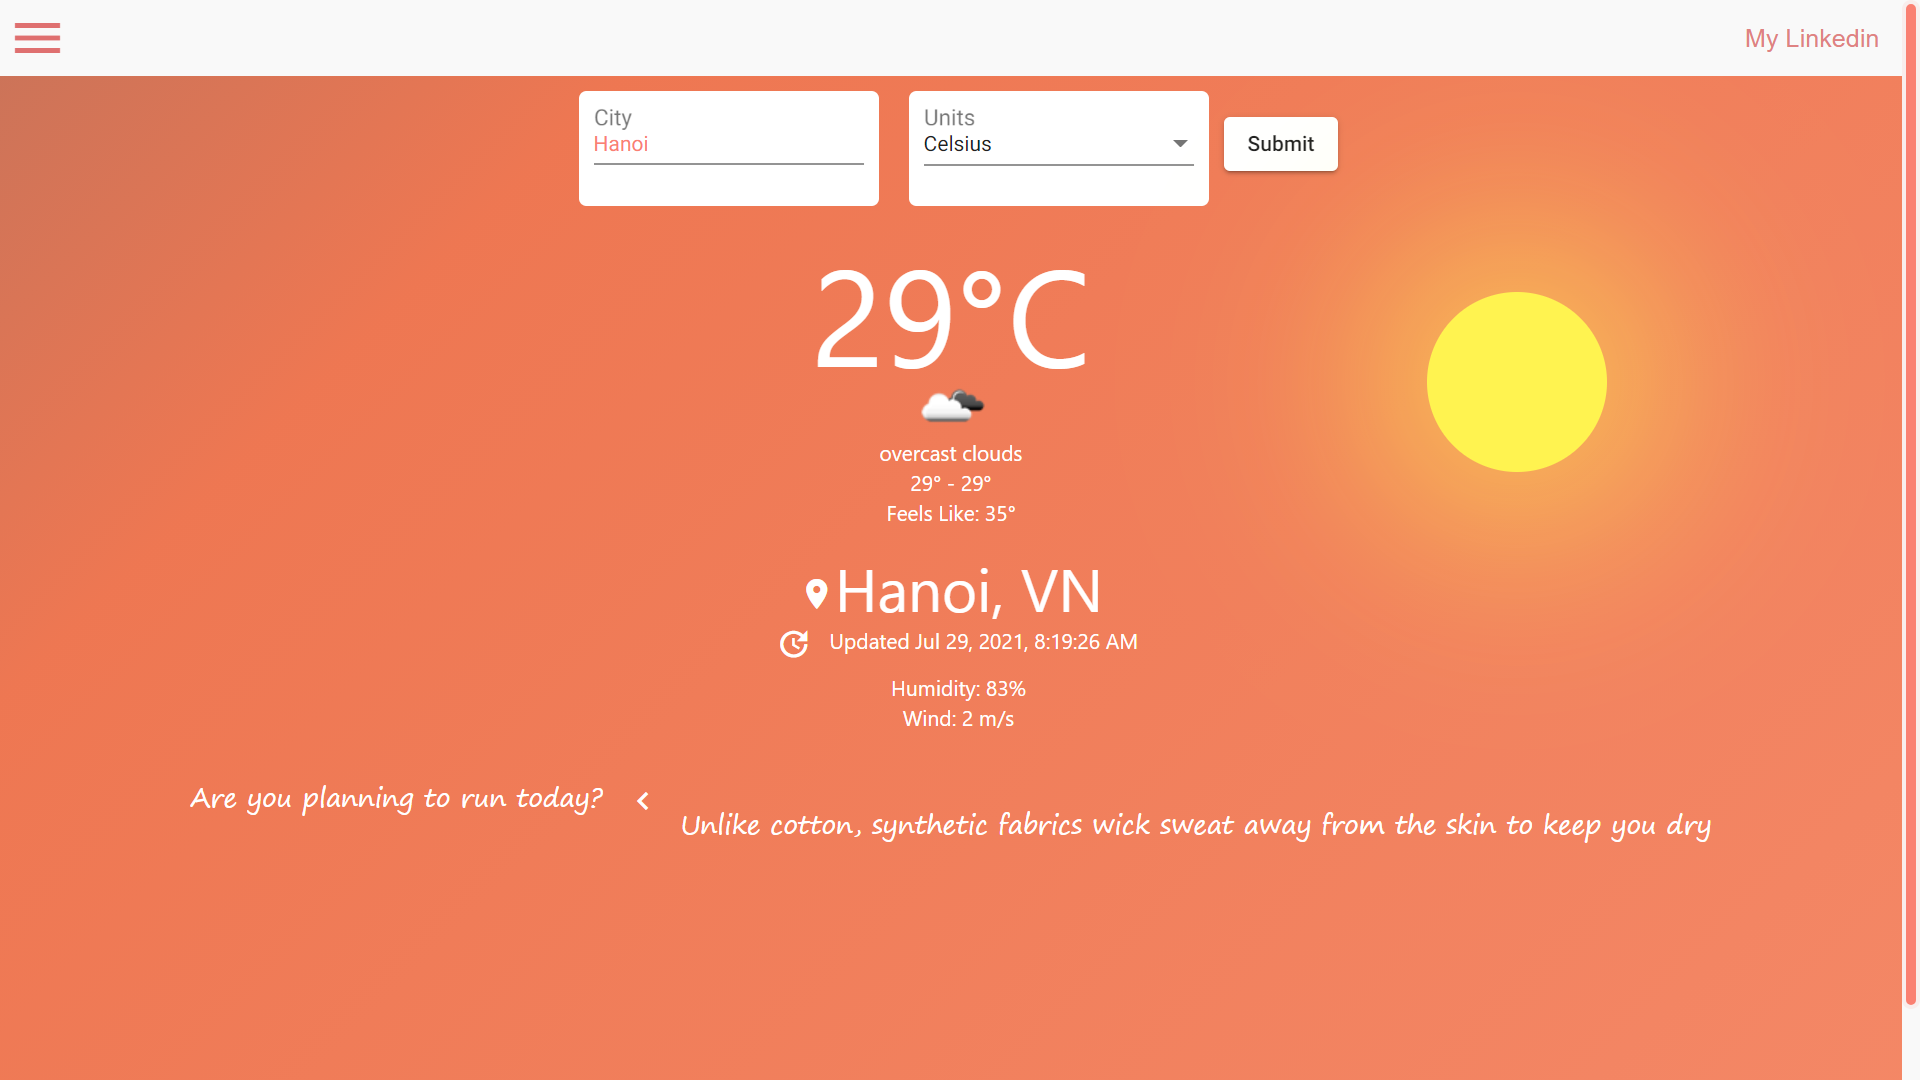 My Linkedin
City
Hanoi
Units
Celsius
Submit
29°C
overcast clouds
29° - 29°
Feels Like: 35°
Hanoi, VN
Updated Jul 29, 2021, 8:19:26 AM
Humidity: 83%
Wind: 2 m/s
Are you planning to run today?
Unlike cotton, synthetic fabrics wick sweat away from the skin to keep you dry